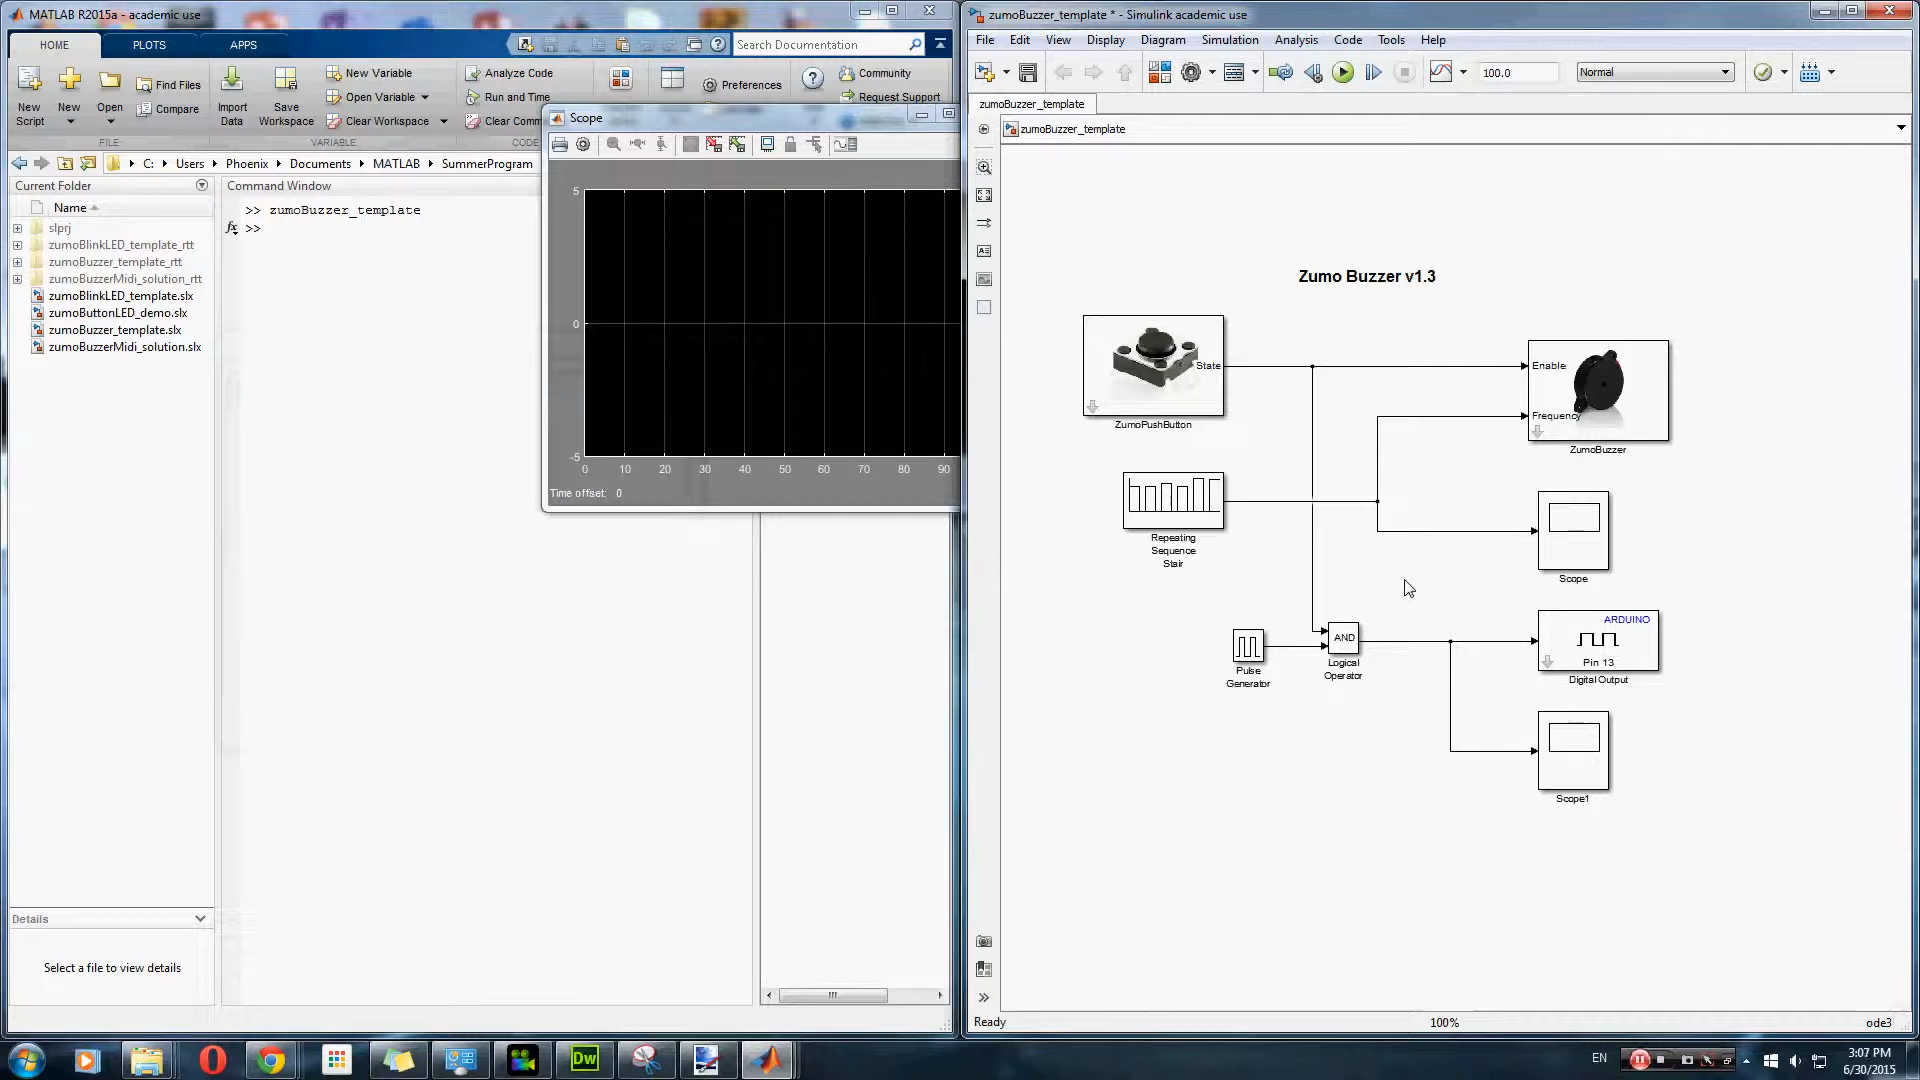 MATLAB R2015a - academic use
HOME
PLOTS
APPS
Search Documentation
New Script
New
Open
Find Files
Compare
Import Data
Save Workspace
New Variable
Open Variable
Clear Workspace
Analyze Code
Run and Time
Clear Comm
Preferences
Community
Request Support
FILE
VARIABLE
CODE
C:
Users
Phoenix
Documents
MATLAB
SummerProgram
Current Folder
Name
slprj
zumoBlinkLED_template_rtt
zumoBuzzer_template_rtt
zumoBuzzerMidi_solution_rtt
zumoBlinkLED_template.slx
zumoButtonLED_demo.slx
zumoBuzzer_template.slx
zumoBuzzerMidi_solution.slx
Details
Select a file to view details
Command Window
>> zumoBuzzer_template
fx >>
Scope
5
0
-5
0 10 20 30 40 50 60 70 80 90
Time offset: 0
zumoBuzzer_template * - Simulink academic use
File Edit View Display Diagram Simulation Analysis Code Tools Help
100.0
Normal
zumoBuzzer_template
zumoBuzzer_template
Zumo Buzzer v1.3
State
ZumoPushButton
Enable
Frequency
ZumoBuzzer
Repeating
Sequence
Stair
Scope
Pulse
Generator
AND
Logical
Operator
ARDUINO
Pin 13
Digital Output
Scope1
Ready
100%
ode3
Dw
EN
3:07 PM
6/30/2015